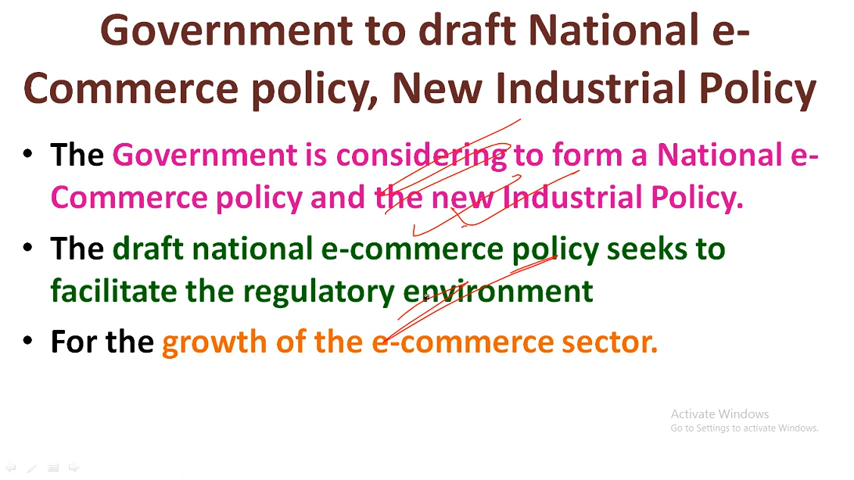 Government to draft National e-
Commerce policy, New Industrial Policy
• The Government is considering to form a National e-
Commerce policy and the new Industrial Policy.
• The draft national e-commerce policy seeks to
facilitate the regulatory environment
• For the growth of the e-commerce sector.
Activate Windows
Go to Settings to activate Windows.